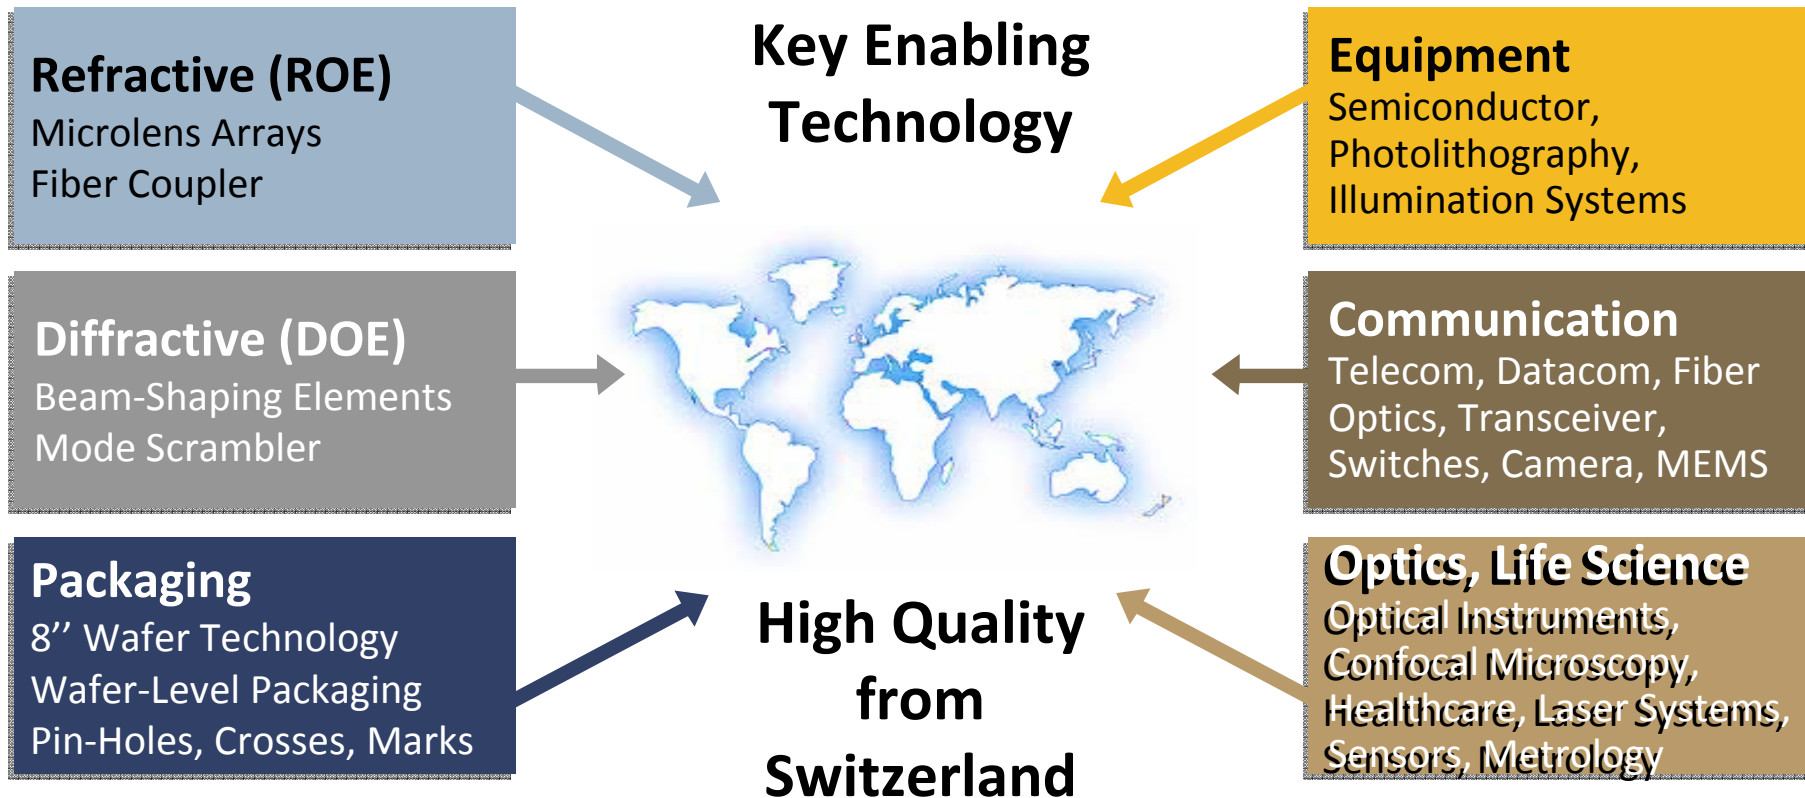 Refractive (ROE)
Microlens Arrays
Fiber Coupler
Diffractive (DOE)
Beam-Shaping Elements
Mode Scrambler
Packaging
8’’ Wafer Technology
Wafer-Level Packaging
Pin-Holes, Crosses, Marks
Key Enabling
Technology
High Quality
from
Switzerland
Equipment
Semiconductor,
Photolithography,
Illumination Systems
Communication
Telecom, Datacom, Fiber
Optics, Transceiver,
Switches, Camera, MEMS
Optics, Life Science
Optical Instruments,
Confocal Microscopy,
Healthcare, Laser Systems,
Sensors, Metrology